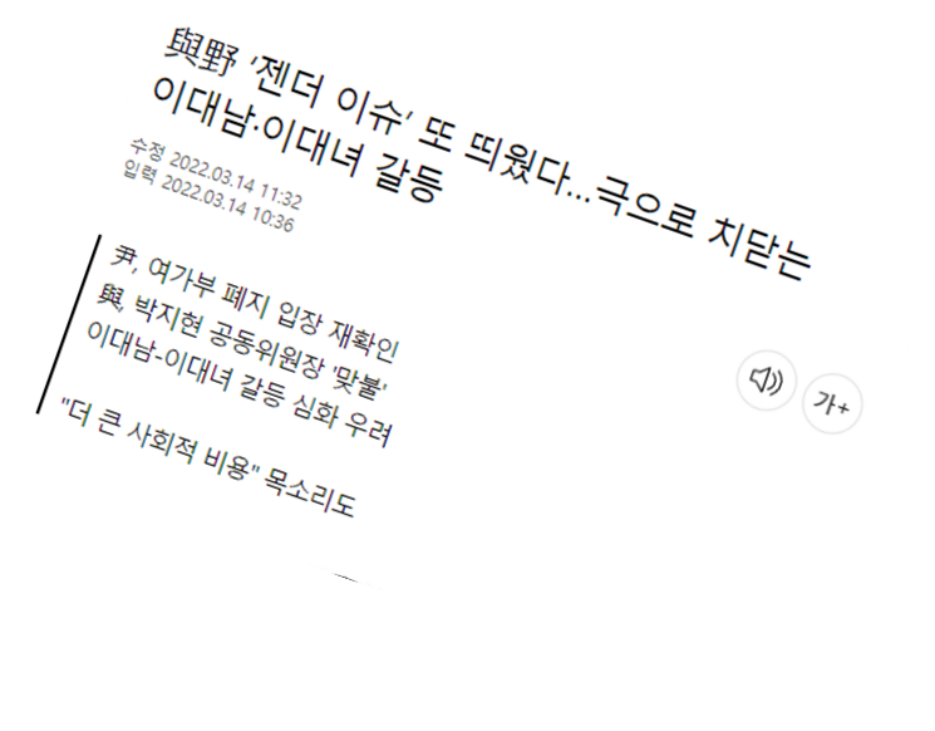 與野 '젠더 이슈' 또 띄웠다…극으로 치닫는
이대남·이대녀 갈등
수정 2022.03.14 11:32
입력 2022.03.14 10:36
尹, 여가부 폐지 입장 재확인
與, 박지현 공동위원장 '맞불'
이대남-이대녀 갈등 심화 우려
"더 큰 사회적 비용" 목소리도
가+